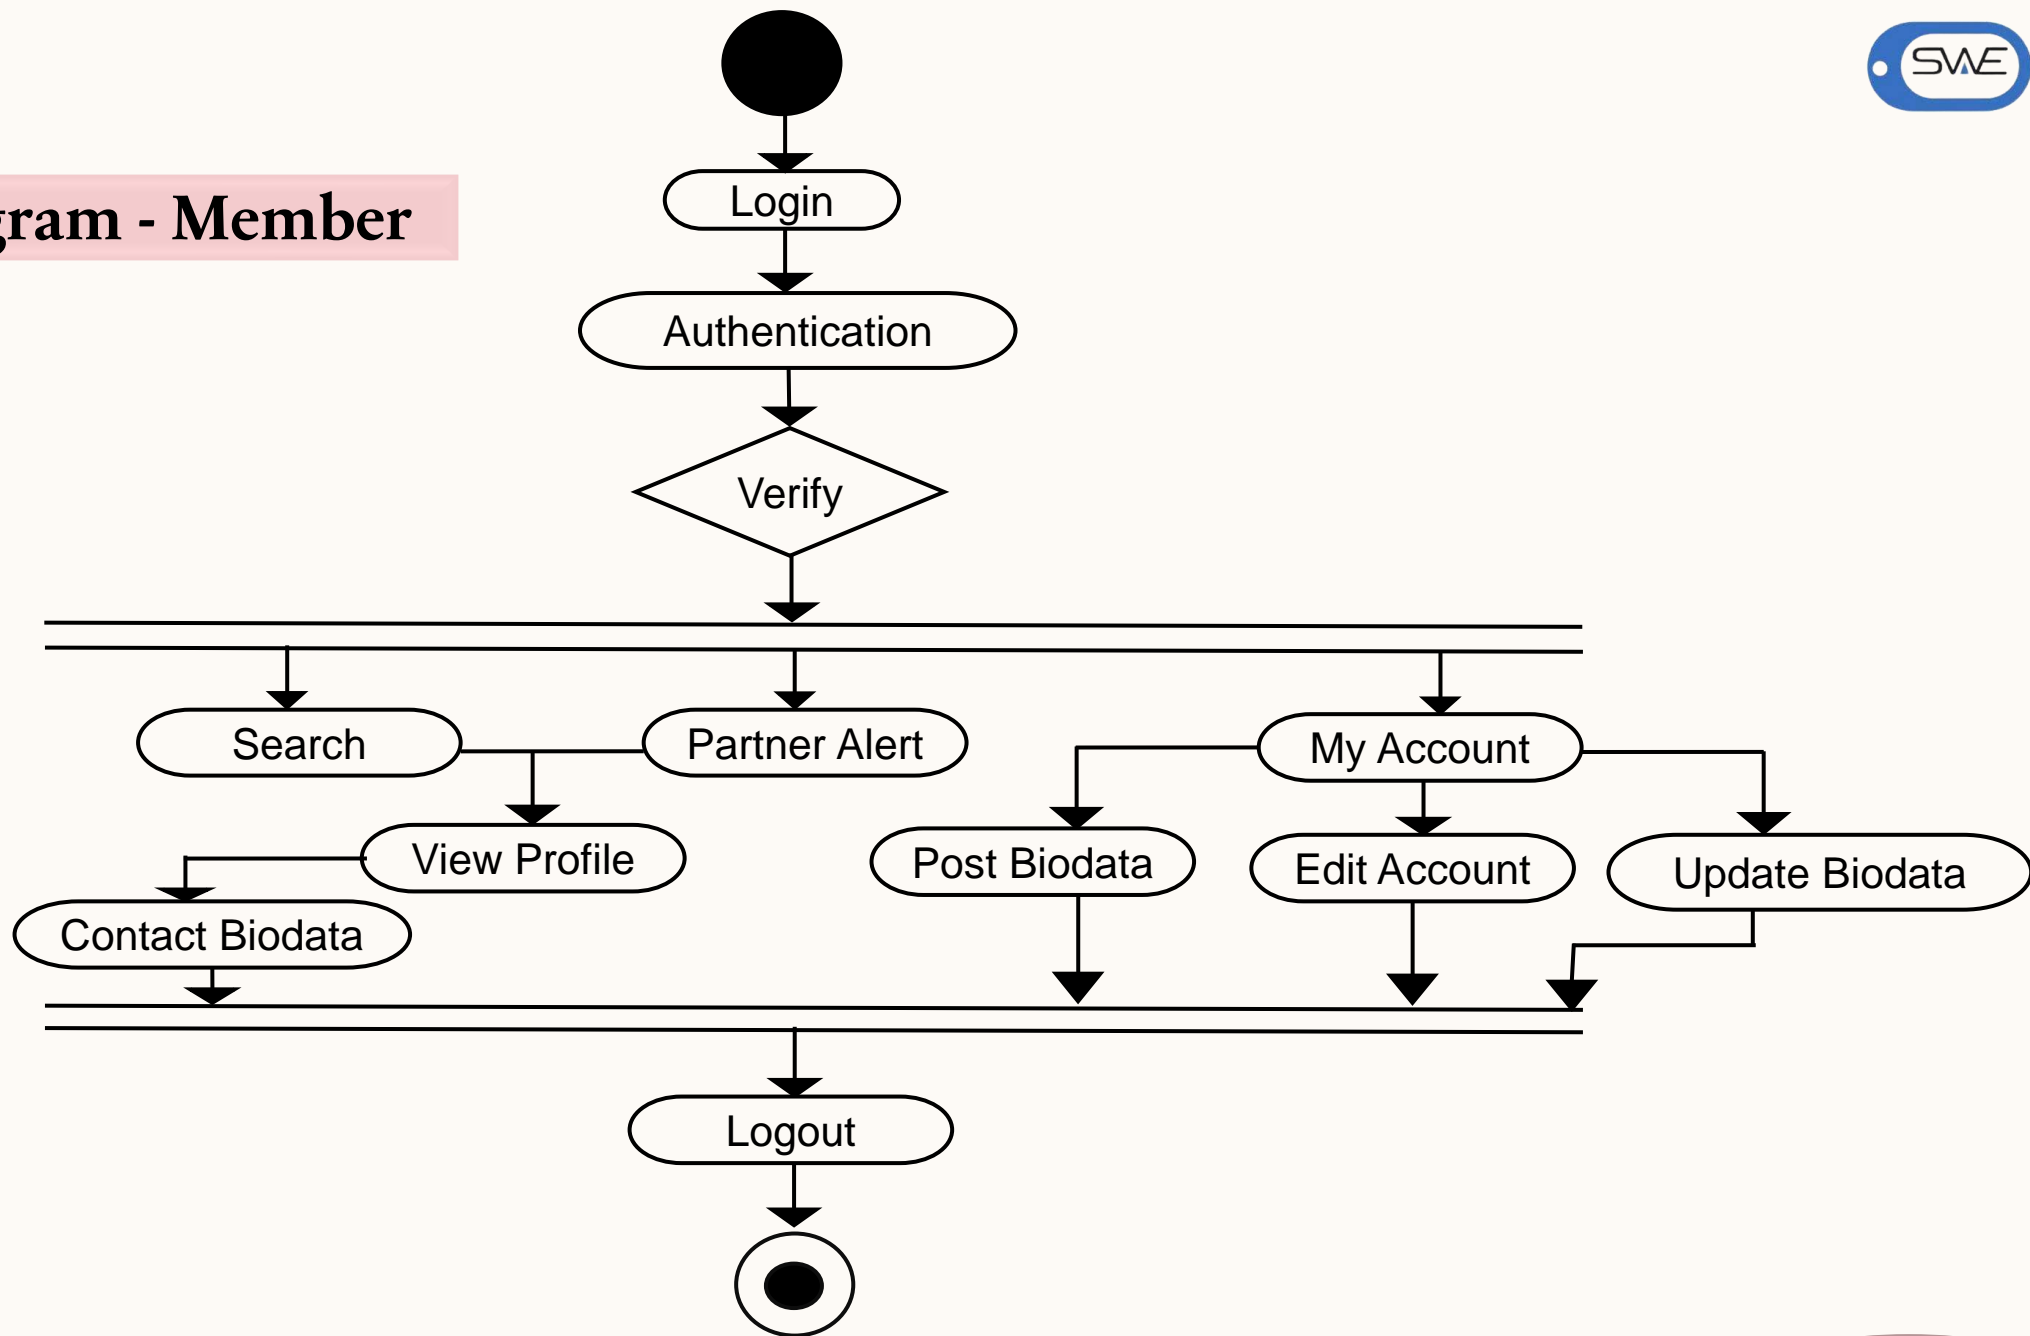 SWE
gram - Member
Login
Authentication
Verify
Search
Partner Alert
My Account
View Profile
Post Biodata
Edit Account
Update Biodata
Contact Biodata
Logout